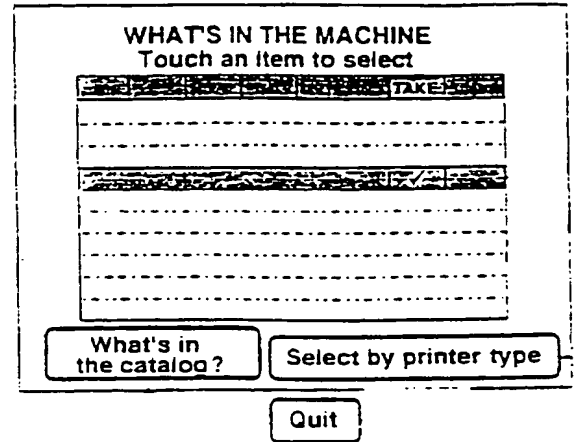 WHAT'S IN THE MACHINE
Touch an item to select
TAKE
What's in
the catalog?
Select by printer type
Quit